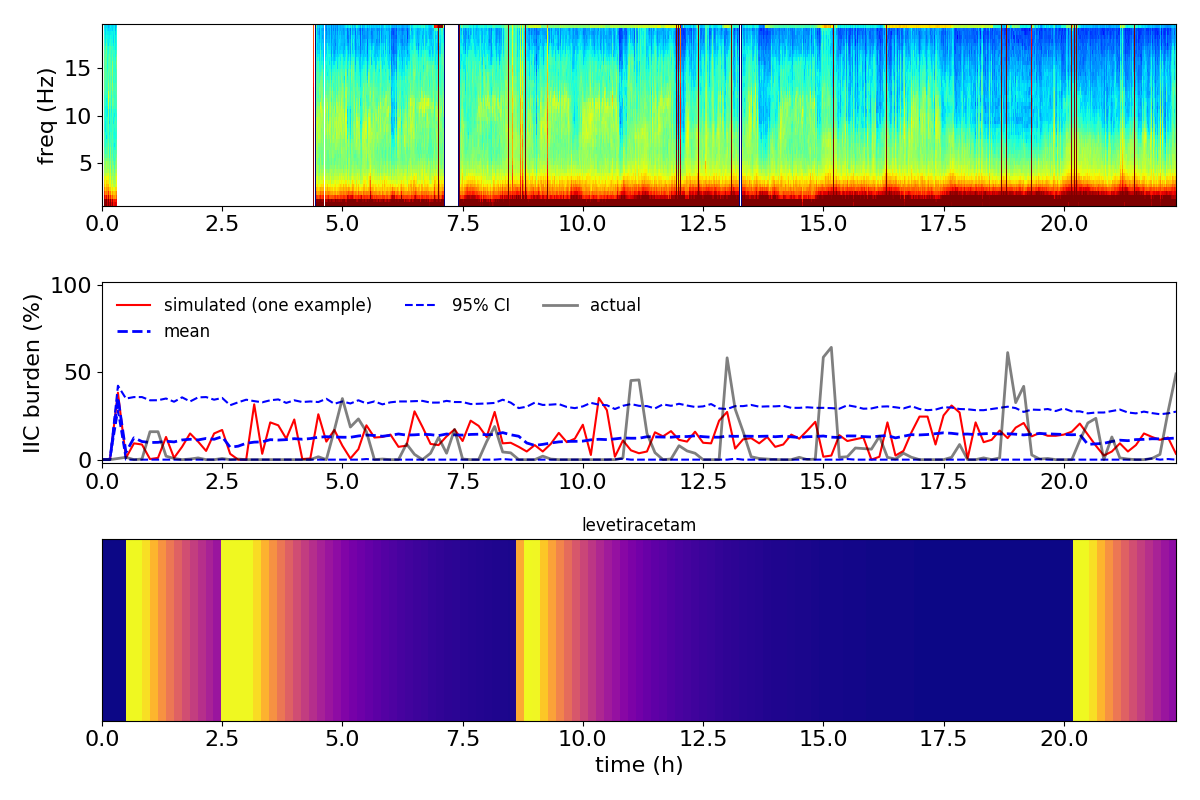 freq (Hz)
15
10
5
0.0 2.5 5.0 7.5 10.0 12.5 15.0 17.5 20.0
IIC burden (%)
100
50
0
simulated (one example) 95% CI actual
mean
0.0 2.5 5.0 7.5 10.0 12.5 15.0 17.5 20.0
levetiracetam
0.0 2.5 5.0 7.5 10.0 12.5 15.0 17.5 20.0
time (h)